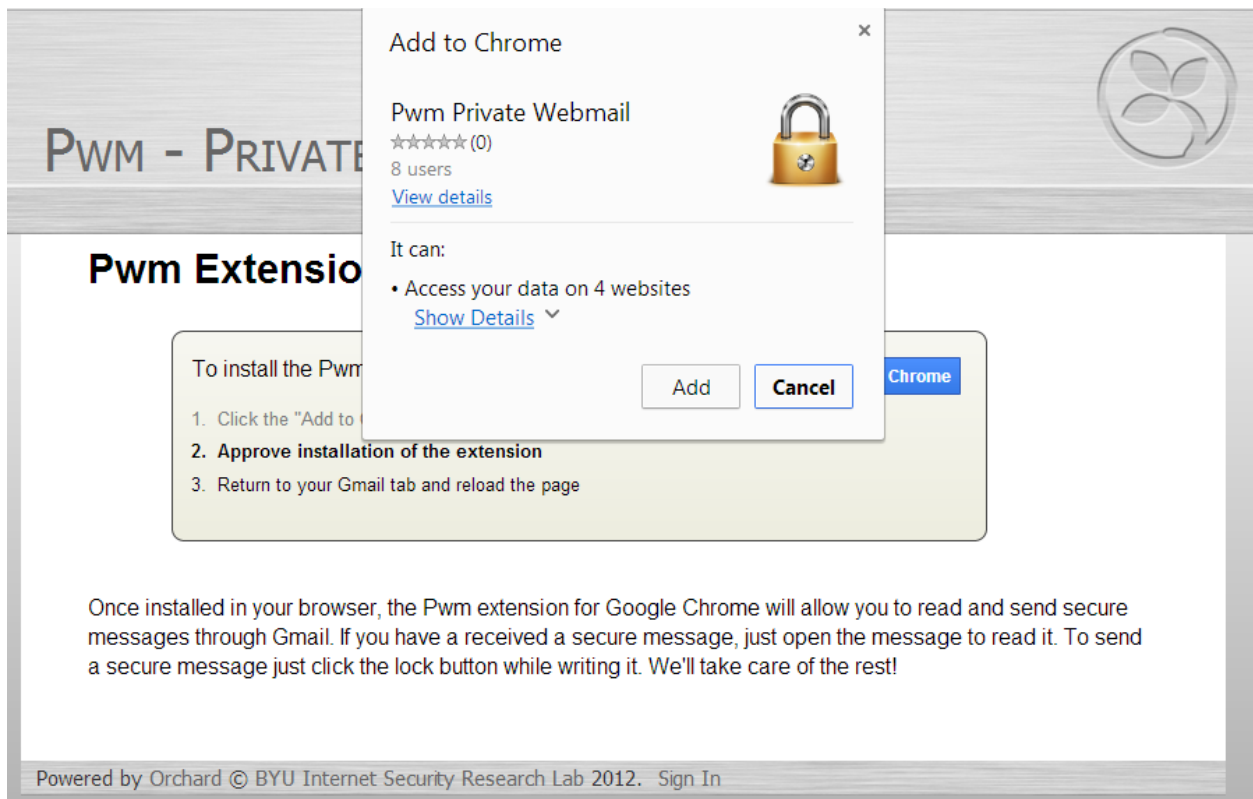 Add to Chrome
×
Pwm Private Webmail
(0)
8 users
View details
It can:
• Access your data on 4 websites
Show Details
Add
Cancel
PWM - PRIVATE
Pwm Extensio
To install the Pwm
Chrome
1. Click the "Add to
2. Approve installation of the extension
3. Return to your Gmail tab and reload the page
Once installed in your browser, the Pwm extension for Google Chrome will allow you to read and send secure
messages through Gmail. If you have a received a secure message, just open the message to read it. To send
a secure message just click the lock button while writing it. We'll take care of the rest!
Powered by Orchard © BYU Internet Security Research Lab 2012. Sign In